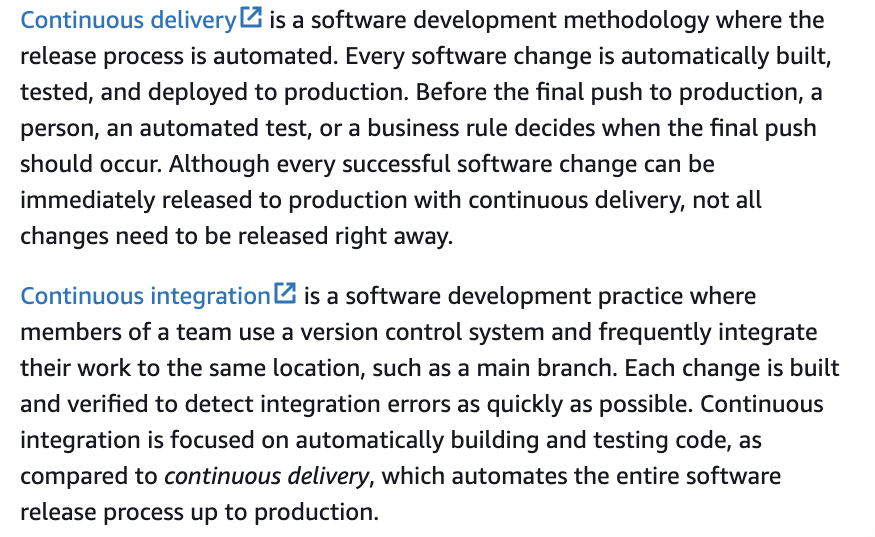 Continuous delivery is a software development methodology where the
release process is automated. Every software change is automatically built,
tested, and deployed to production. Before the final push to production, a
person, an automated test, or a business rule decides when the final push
should occur. Although every successful software change can be
immediately released to production with continuous delivery, not all
changes need to be released right away.
Continuous integration is a software development practice where
members of a team use a version control system and frequently integrate
their work to the same location, such as a main branch. Each change is built
and verified to detect integration errors as quickly as possible. Continuous
integration is focused on automatically building and testing code, as
compared to continuous delivery, which automates the entire software
release process up to production.